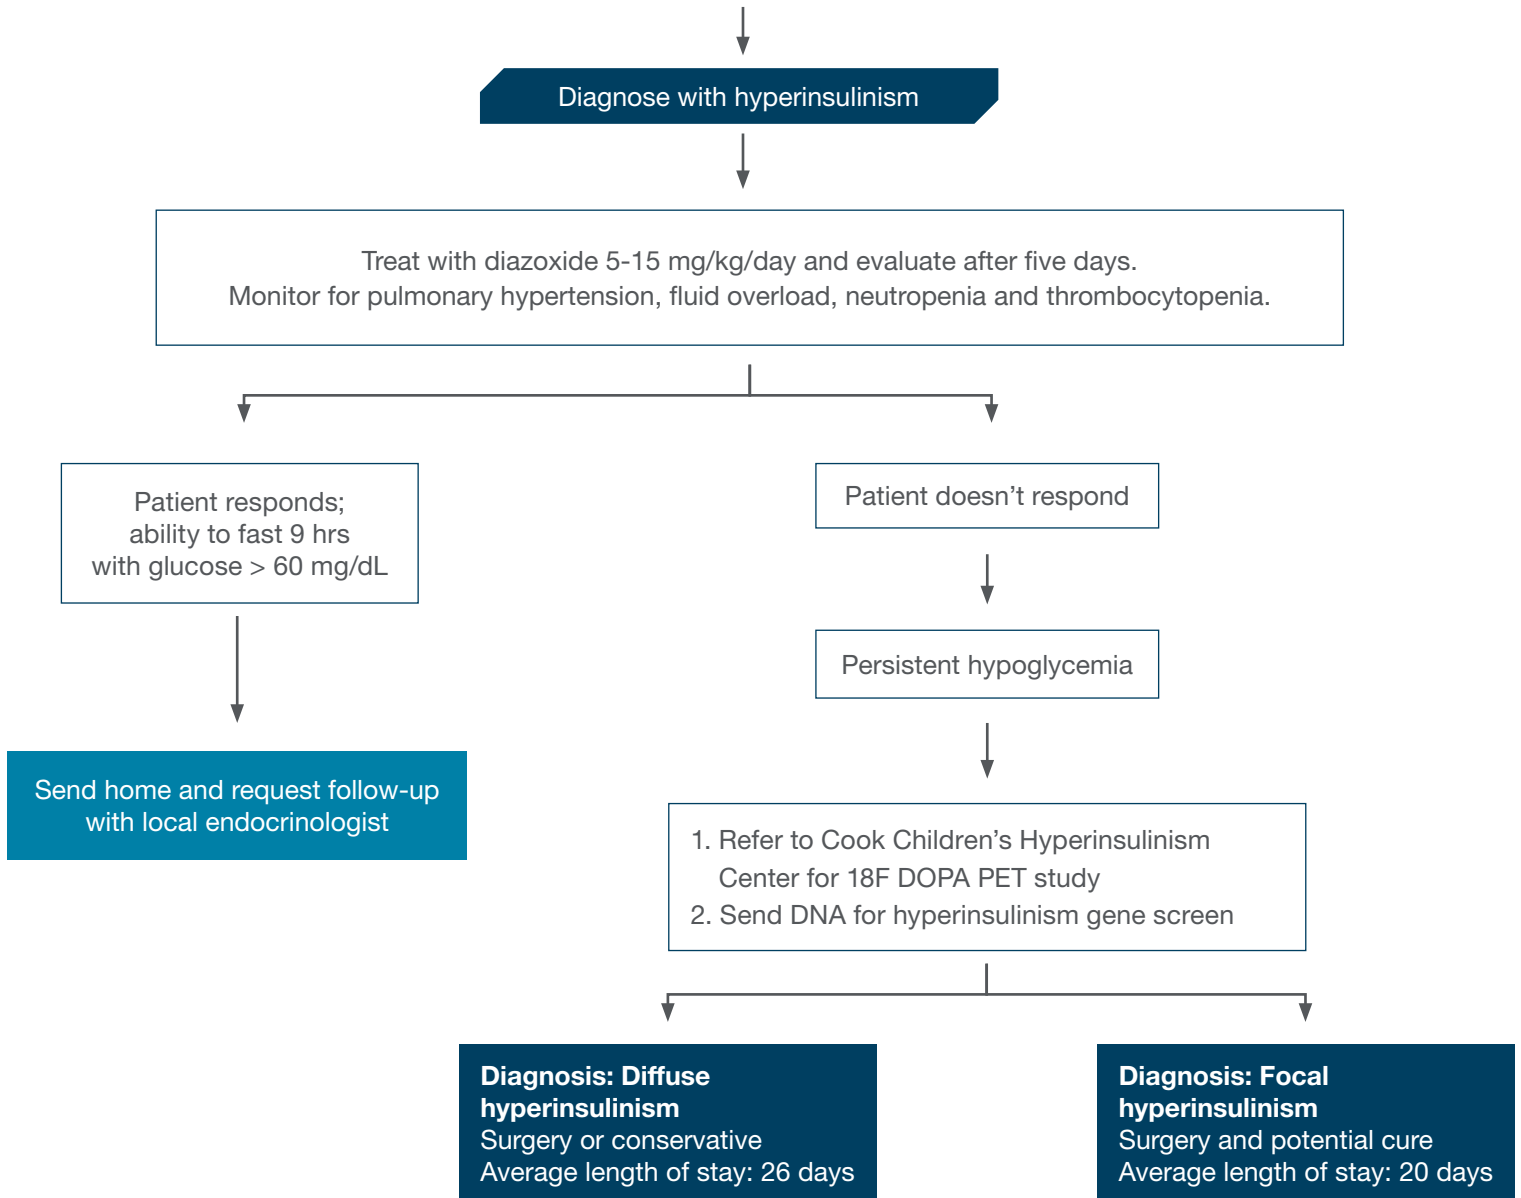 Diagnose with hyperinsulinism
Treat with diazoxide 5-15 mg/kg/day and evaluate after five days.
Monitor for pulmonary hypertension, fluid overload, neutropenia and thrombocytopenia.
Patient responds;
ability to fast 9 hrs
with glucose > 60 mg/dL
Patient doesn’t respond
Persistent hypoglycemia
Send home and request follow-up
with local endocrinologist
1. Refer to Cook Children’s Hyperinsulinism
Center for 18F DOPA PET study
2. Send DNA for hyperinsulinism gene screen
Diagnosis: Diffuse
hyperinsulinism
Surgery or conservative
Average length of stay: 26 days
Diagnosis: Focal
hyperinsulinism
Surgery and potential cure
Average length of stay: 20 days